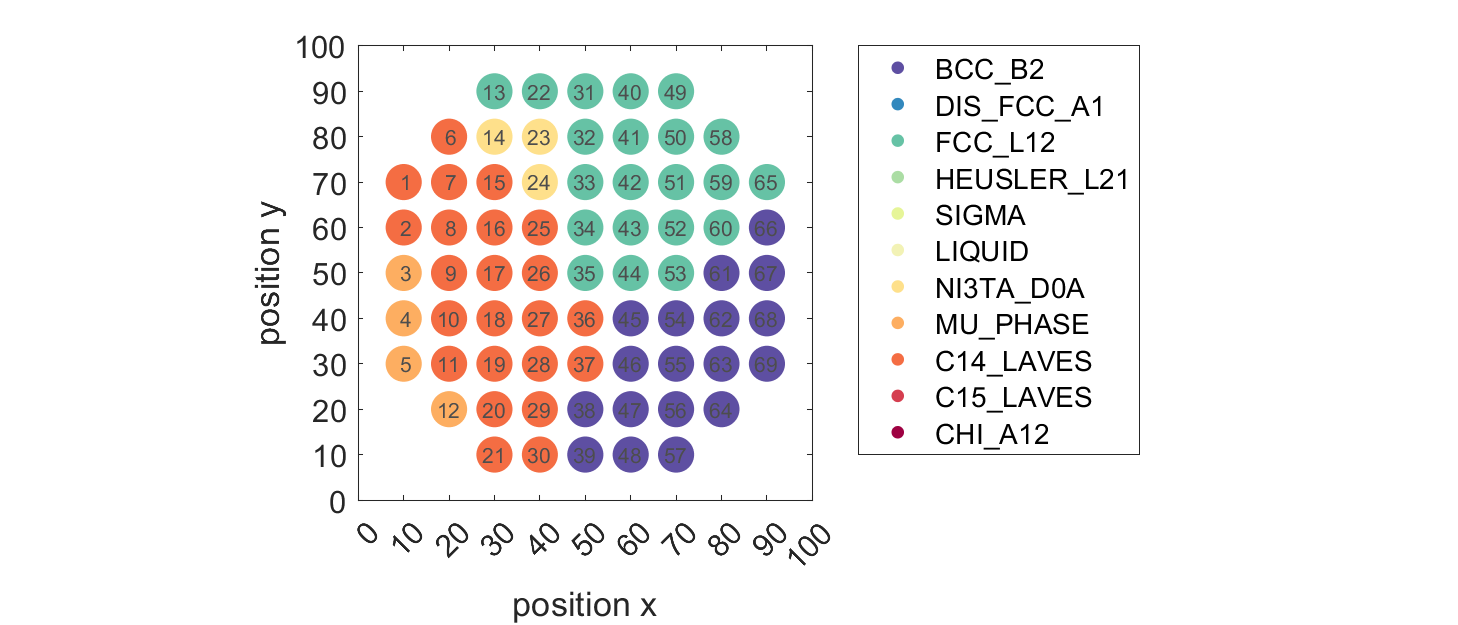 100
90 13 22 31 40 49
80 6 14 23 32 41 50 58
70 1 7 15 24 33 42 51 59 65
60 2 8 16 25 34 43 52 60 66
50 3 9 17 26 35 44 53 61 67
40 4 10 18 27 36 45 54 62 68
30 5 11 19 28 37 46 55 63 69
20 12 20 29 38 47 56 64
10 21 30 39 48 57
0
position y
0 10 20 30 40 50 60 70 80 90 100
position x
BCC_B2
DIS_FCC_A1
FCC_L12
HEUSLER_L21
SIGMA
LIQUID
NI3TA_D0A
MU_PHASE
C14_LAVES
C15_LAVES
CHI_A12